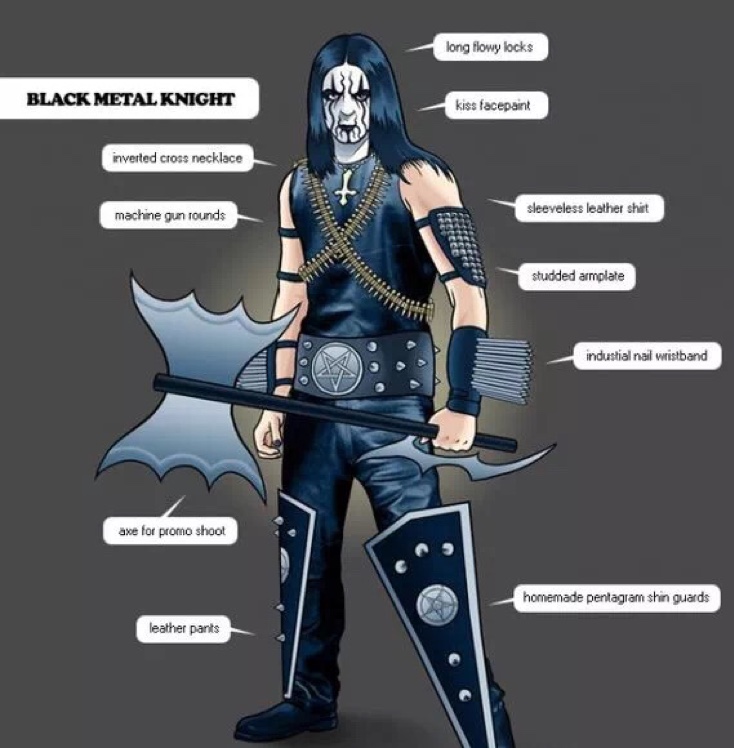 long flowy locks
BLACK METAL KNIGHT
kiss facepaint
inverted cross necklace
sleeveless leather shirt
machine gun rounds
studded armplate
industial nail wristband
axe for promo shoot
homemade pentagram shin guards
leather pants